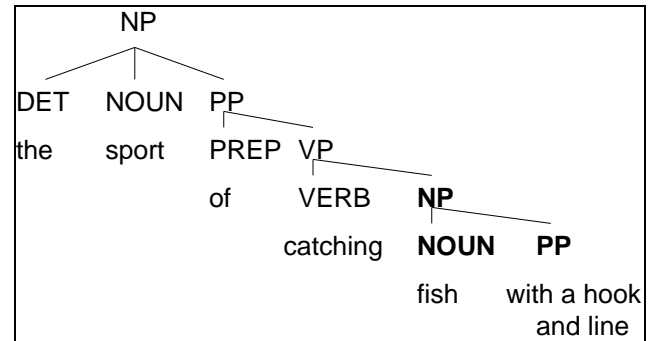 NP
DET NOUN PP
the sport PREP VP
of VERB NP
catching NOUN PP
fish with a hook
and line